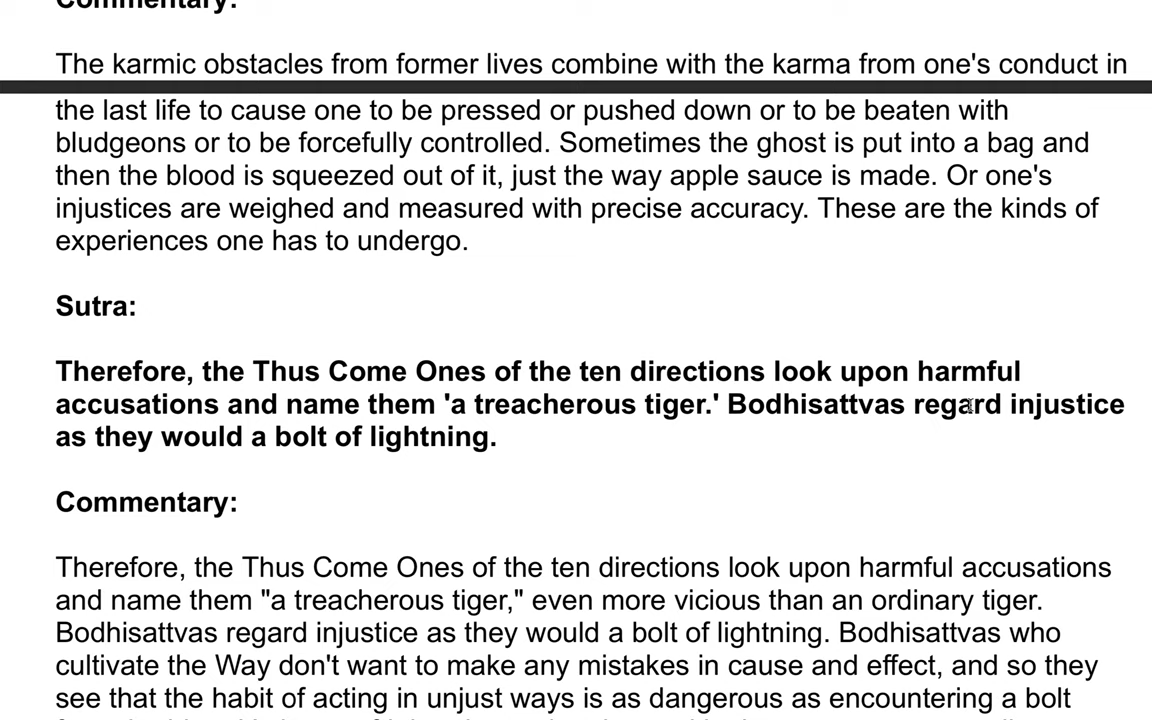 Commentary:
The karmic obstacles from former lives combine with the karma from one's conduct in
the last life to cause one to be pressed or pushed down or to be beaten with
bludgeons or to be forcefully controlled. Sometimes the ghost is put into a bag and
then the blood is squeezed out of it, just the way apple sauce is made. Or one's
injustices are weighed and measured with precise accuracy. These are the kinds of
experiences one has to undergo.
Sutra:
Therefore, the Thus Come Ones of the ten directions look upon harmful
accusations and name them 'a treacherous tiger.' Bodhisattvas regard injustice
as they would a bolt of lightning.
Commentary:
Therefore, the Thus Come Ones of the ten directions look upon harmful accusations
and name them "a treacherous tiger," even more vicious than an ordinary tiger.
Bodhisattvas regard injustice as they would a bolt of lightning. Bodhisattvas who
cultivate the Way don't want to make any mistakes in cause and effect, and so they
see that the habit of acting in unjust ways is as dangerous as encountering a bolt